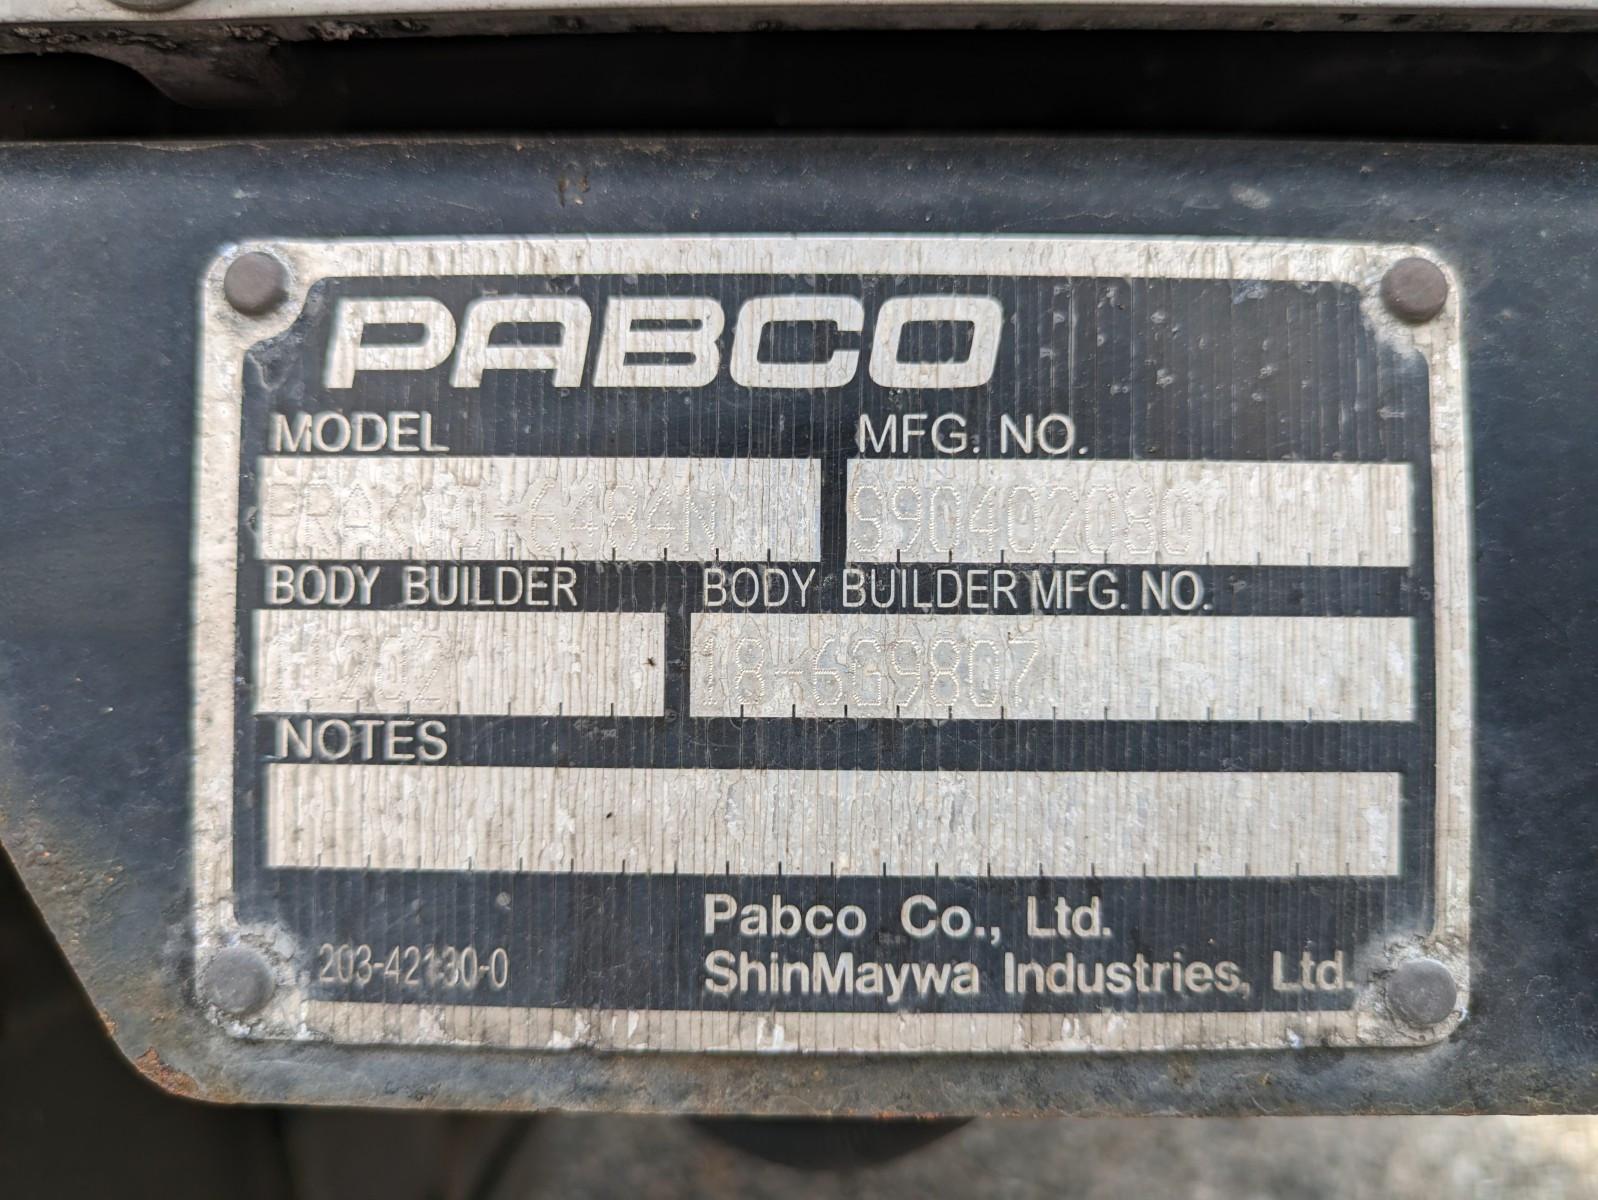 PABCO
MODEL MFG. NO.
S90402080
BODY BUILDER BODY BUILDER MFG. NO.
18-6G9807
NOTES
Pabco Co., Ltd.
203-42130-0 ShinMaywa Industries, Ltd.